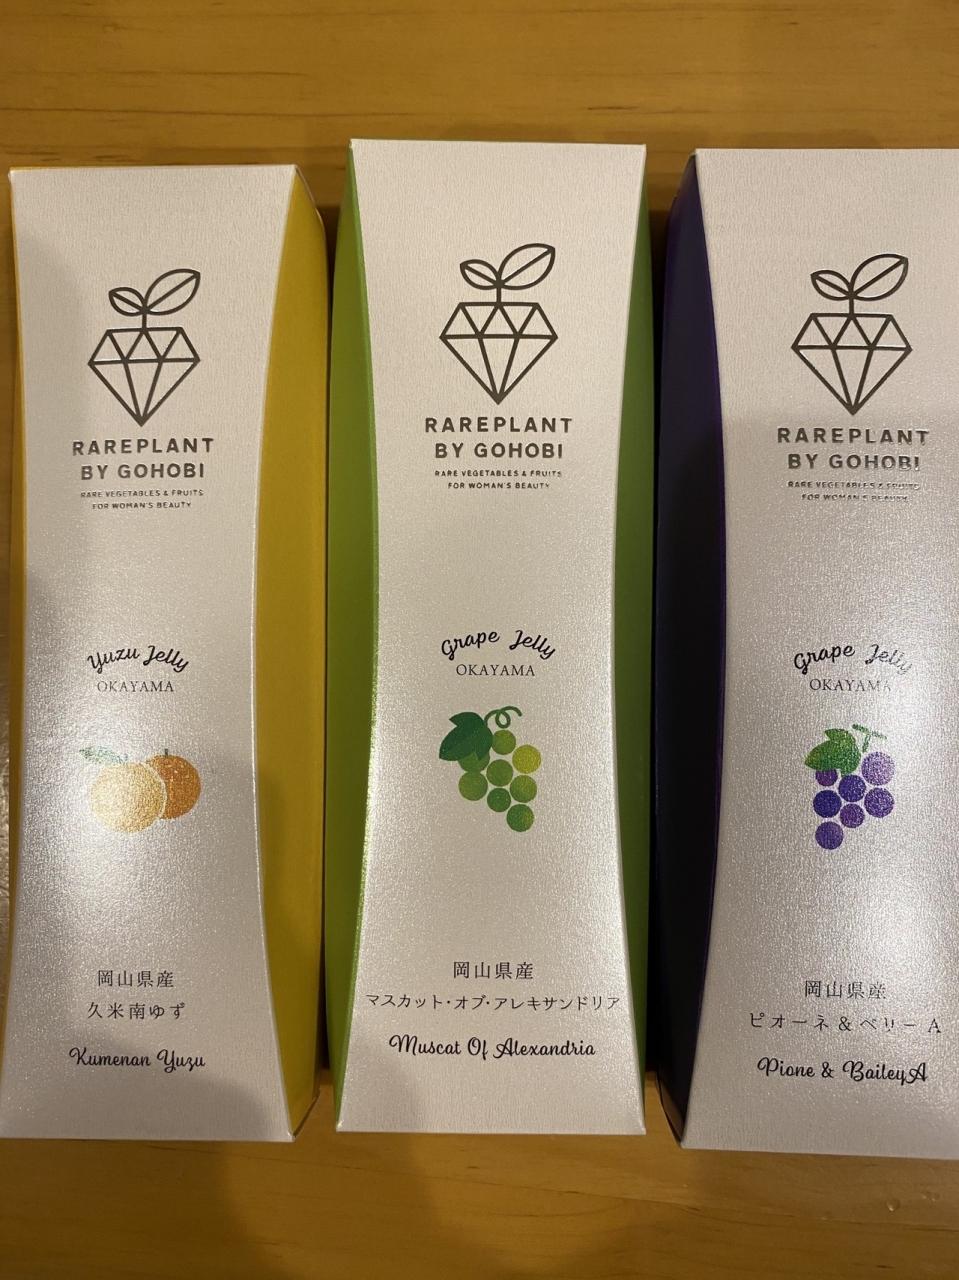 RAREPLANT
BY GOHOBI
RARE VEGETABLES & FRUITS
FOR WOMAN'S BEAUTY
Yuzu Jelly
OKAYAMA
岡山県産
久米南ゆず
Kumenan Yuzu
RAREPLANT
BY GOHOBI
RARE VEGETABLES & FRUITS
FOR WOMAN'S BEAUTY
Grape Jelly
OKAYAMA
岡山県産
マスカット・オブ・アレキサンドリア
Muscat Of Alexandria
RAREPLANT
BY GOHOBI
RARE VEGETABLES & FRUITS
FOR WOMAN'S BEAUTY
Grape Jelly
OKAYAMA
岡山県産
ピオーネ&ベリーA
Pione & BaileyA